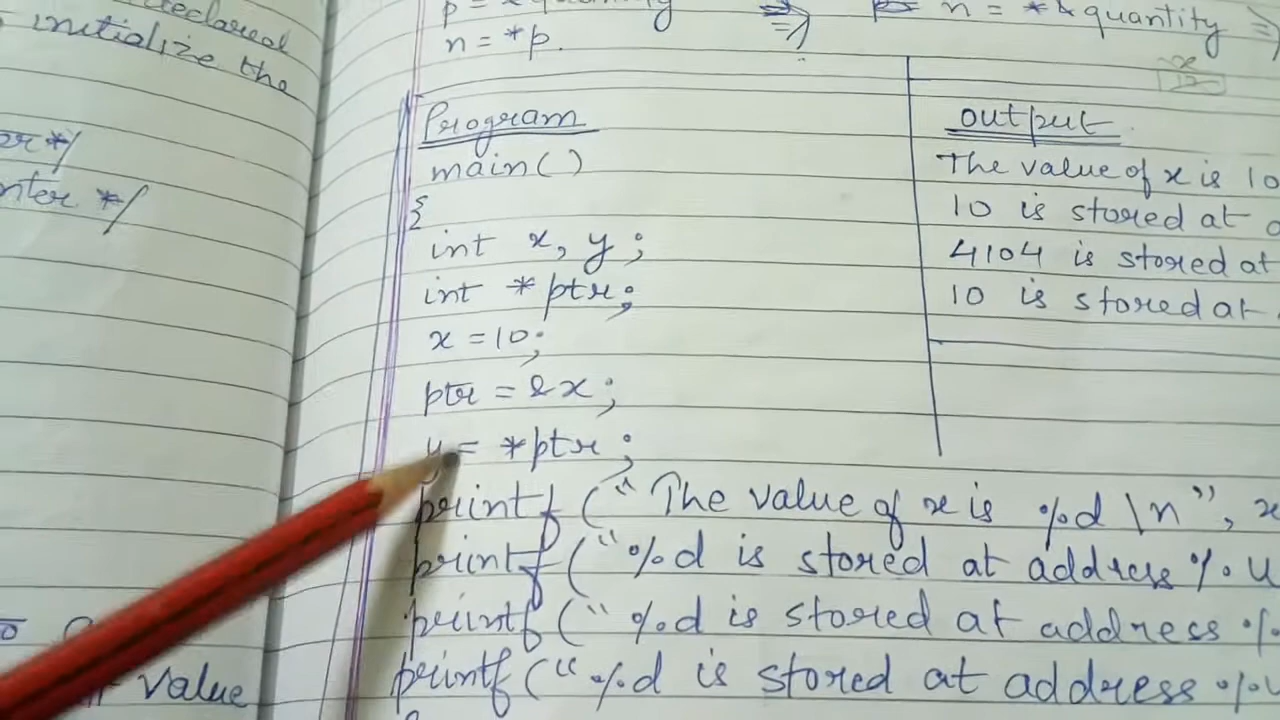 declared
initialize the
*/
*/
value
n = *p.
n = *&quantity
Program
main()
{
int x, y;
int *ptr;
x = 10;
ptr = &x;
y = *ptr;
printf ("The value of x is %d \n", x
printf ("%d is stored at address %u
printf ("%d is stored at address %
printf ("%d is stored at address %u
output
The value of x is 10
10 is stored at
4104 is stored at
10 is stored at